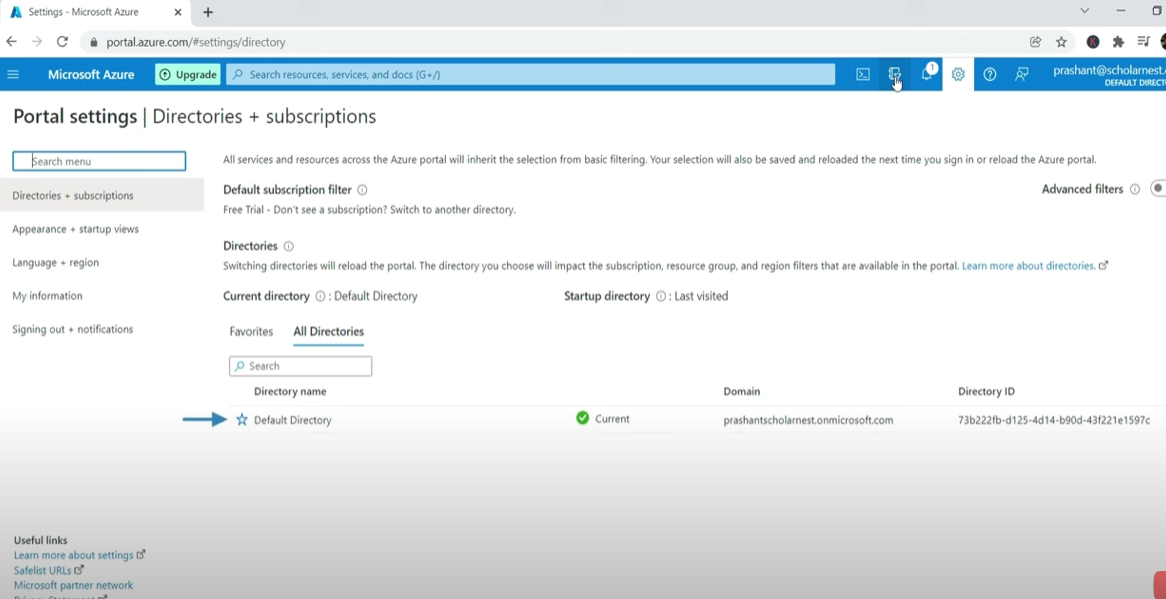 Settings - Microsoft Azure
portal.azure.com/#settings/directory
K
Microsoft Azure
Upgrade
Search resources, services, and docs (G+/)
1
prashant@scholarnest.
DEFAULT DIRECT
Portal settings | Directories + subscriptions
Search menu
Directories + subscriptions
Appearance + startup views
Language + region
My information
Signing out + notifications
All services and resources across the Azure portal will inherit the selection from basic filtering. Your selection will also be saved and reloaded the next time you sign in or reload the Azure portal.
Default subscription filter
Advanced filters
Free Trial - Don't see a subscription? Switch to another directory.
Directories
Switching directories will reload the portal. The directory you choose will impact the subscription, resource group, and region filters that are available in the portal. Learn more about directories.
Current directory : Default Directory
Startup directory : Last visited
Favorites All Directories
Search
Directory name Domain Directory ID
Default Directory Current prashantscholarnest.onmicrosoft.com 73b222fb-d125-4d14-b90d-43f221e1597c
Useful links
Learn more about settings
Safelist URLs
Microsoft partner network
Privacy Statement